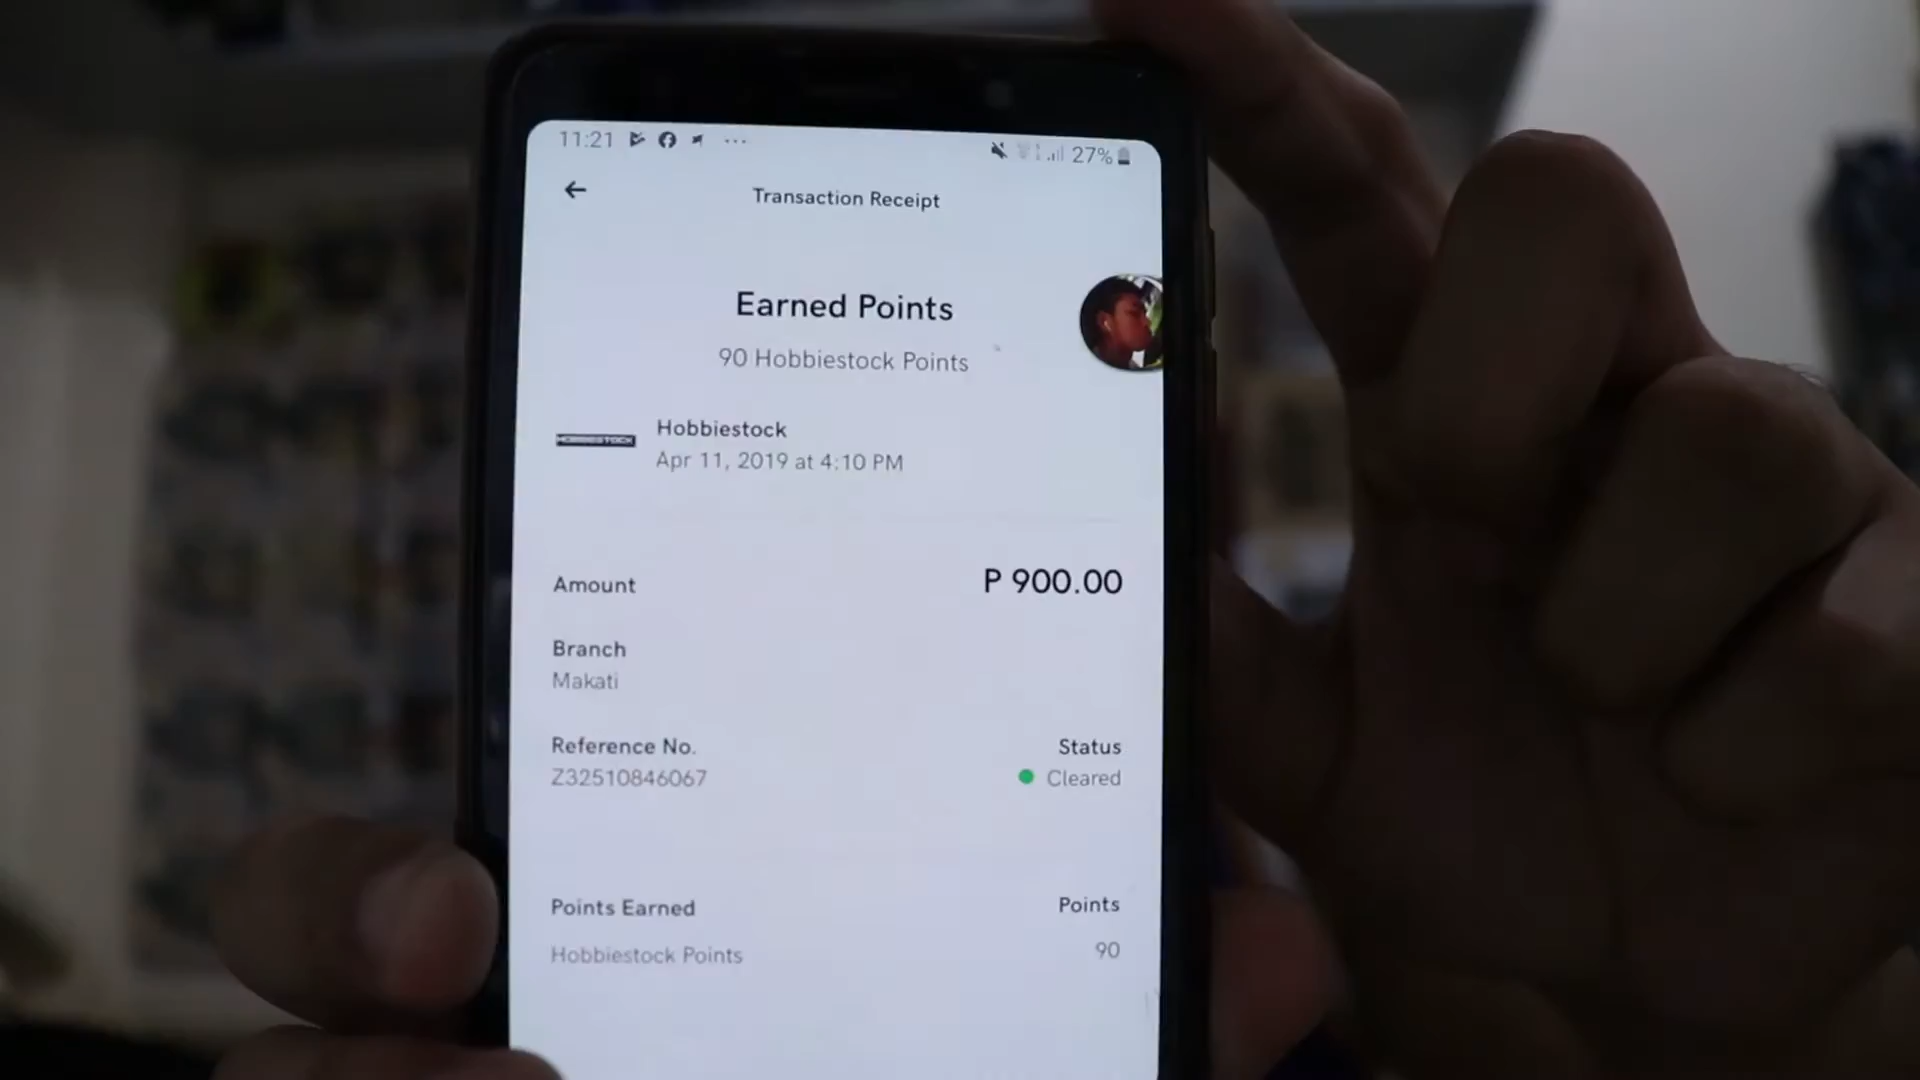 11:21 ... 27%
Transaction Receipt
Earned Points
90 Hobbiestock Points
HOBBIESTOCK
Hobbiestock
Apr 11, 2019 at 4:10 PM
Amount
P 900.00
Branch
Makati
Reference No.
Status
Z32510846067
Cleared
Points Earned
Points
Hobbiestock Points
90